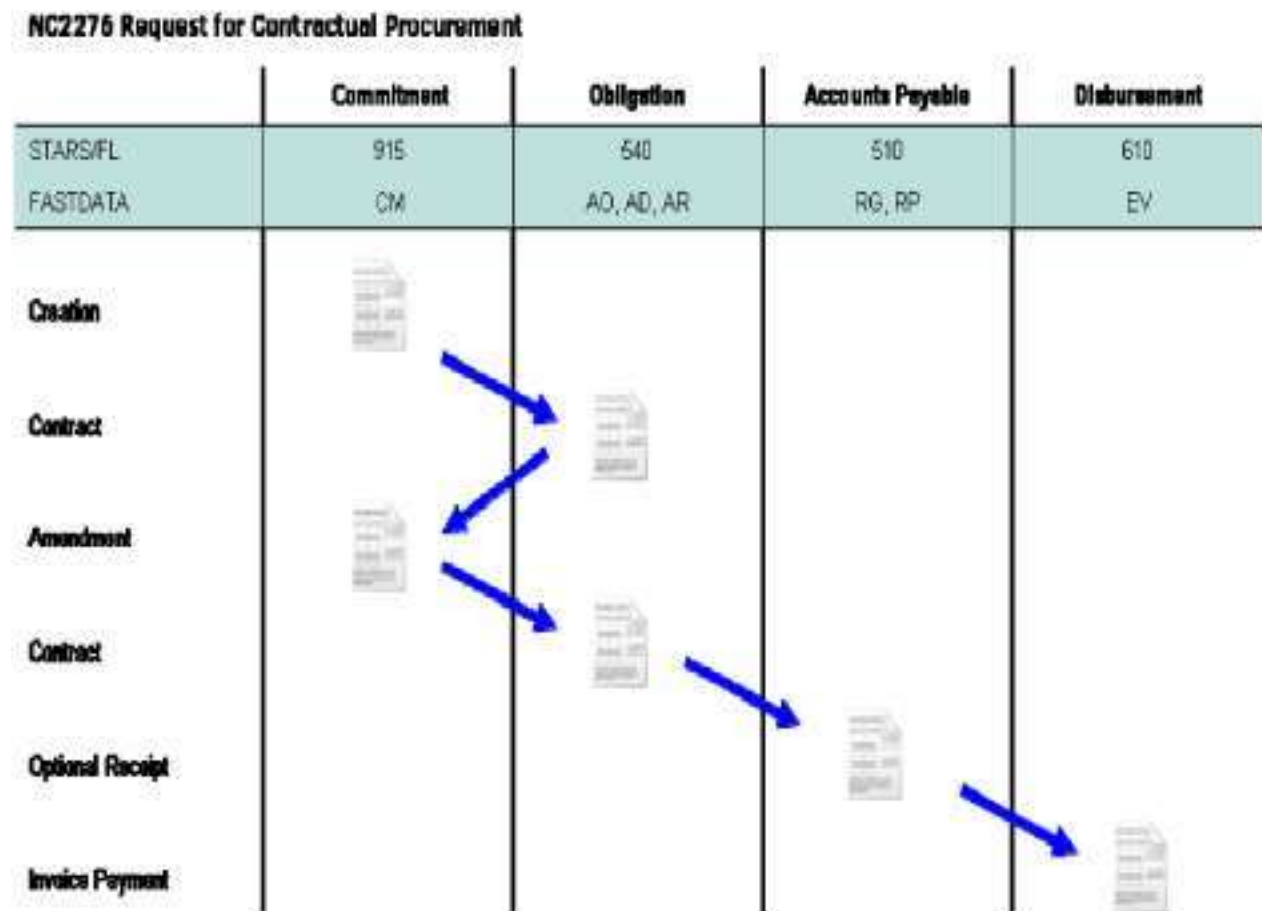 NC2276 Request for Contractual Procurement
Commitment Obligation Accounts Payable Disbursement
STARS/FL 915 540 510 610
FASTDATA CM AO, AD, AR RG, RP EV
Creation
Contract
Amendment
Contract
Optional Receipt
Invoice Payment